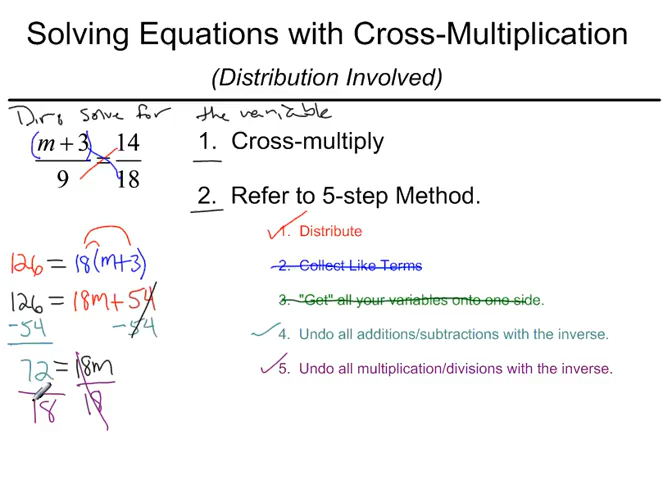 Solving Equations with Cross-Multiplication
(Distribution Involved)
Dir: solve for the variable
(m + 3) / 9 = 14 / 18
1. Cross-multiply
2. Refer to 5-step Method.
126 = 18(m+3)
126 = 18m + 54
-54 -54
72 = 18m
18 18
1. Distribute
2. Collect Like Terms
3. "Get" all your variables onto one side.
4. Undo all additions/subtractions with the inverse.
5. Undo all multiplication/divisions with the inverse.